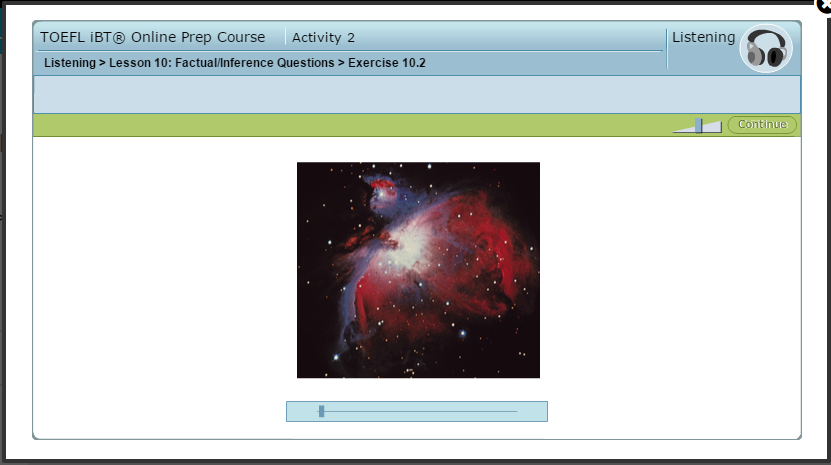 TOEFL iBT® Online Prep Course Activity 2 Listening
Listening > Lesson 10: Factual/Inference Questions > Exercise 10.2
Continue